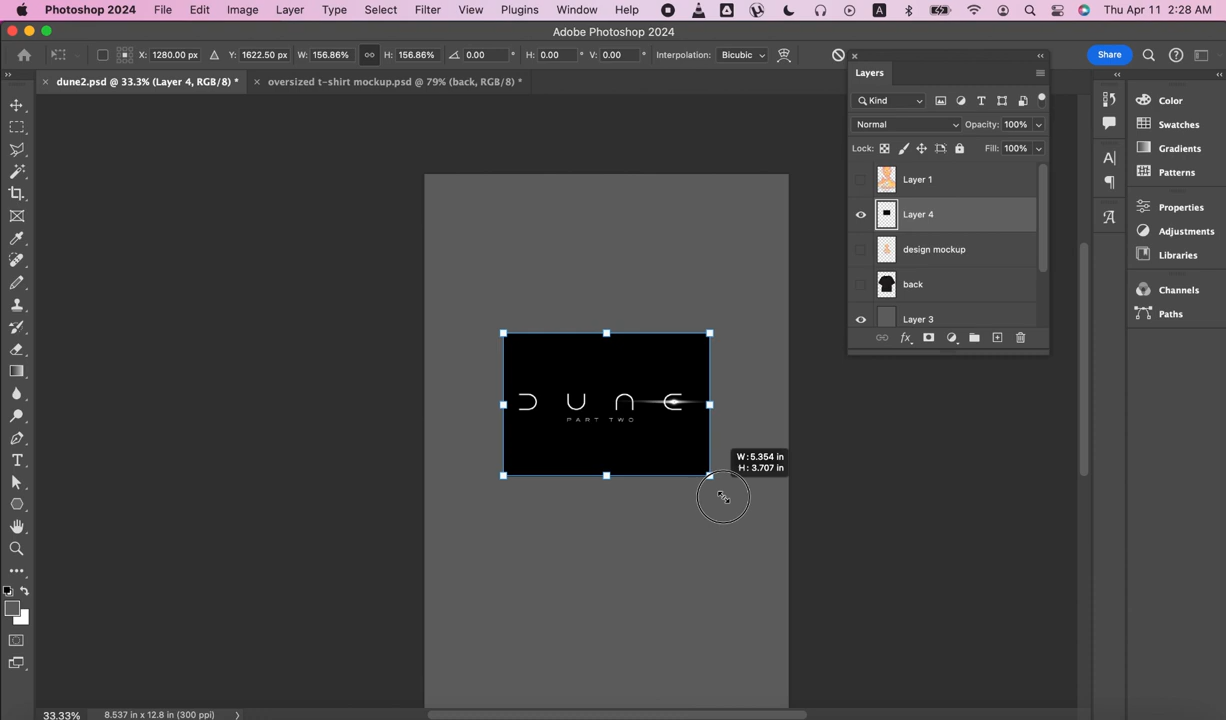 Photoshop 2024 File Edit Image Layer Type Select Filter View Plugins Window Help A Thu Apr 11 2:28 AM
Adobe Photoshop 2024
X: 1280.00 px Y: 1622.50 px W: 156.86% H: 156.86% 0.00 ° H: 0.00 ° V: 0.00 ° Interpolation: Bicubic Share
dune2.psd @ 33.3% (Layer 4, RGB/8) * oversized t-shirt mockup.psd @ 79% (back, RGB/8) *
Layers
Kind
Normal Opacity: 100%
Lock: Fill: 100%
Layer 1
Layer 4
design mockup
back
Layer 3
fx
Color
Swatches
Gradients
Patterns
Properties
Adjustments
Libraries
Channels
Paths
DUNE
PART TWO
W: 5.354 in
H: 3.707 in
33.33% 8.537 in x 12.8 in (300 ppi)